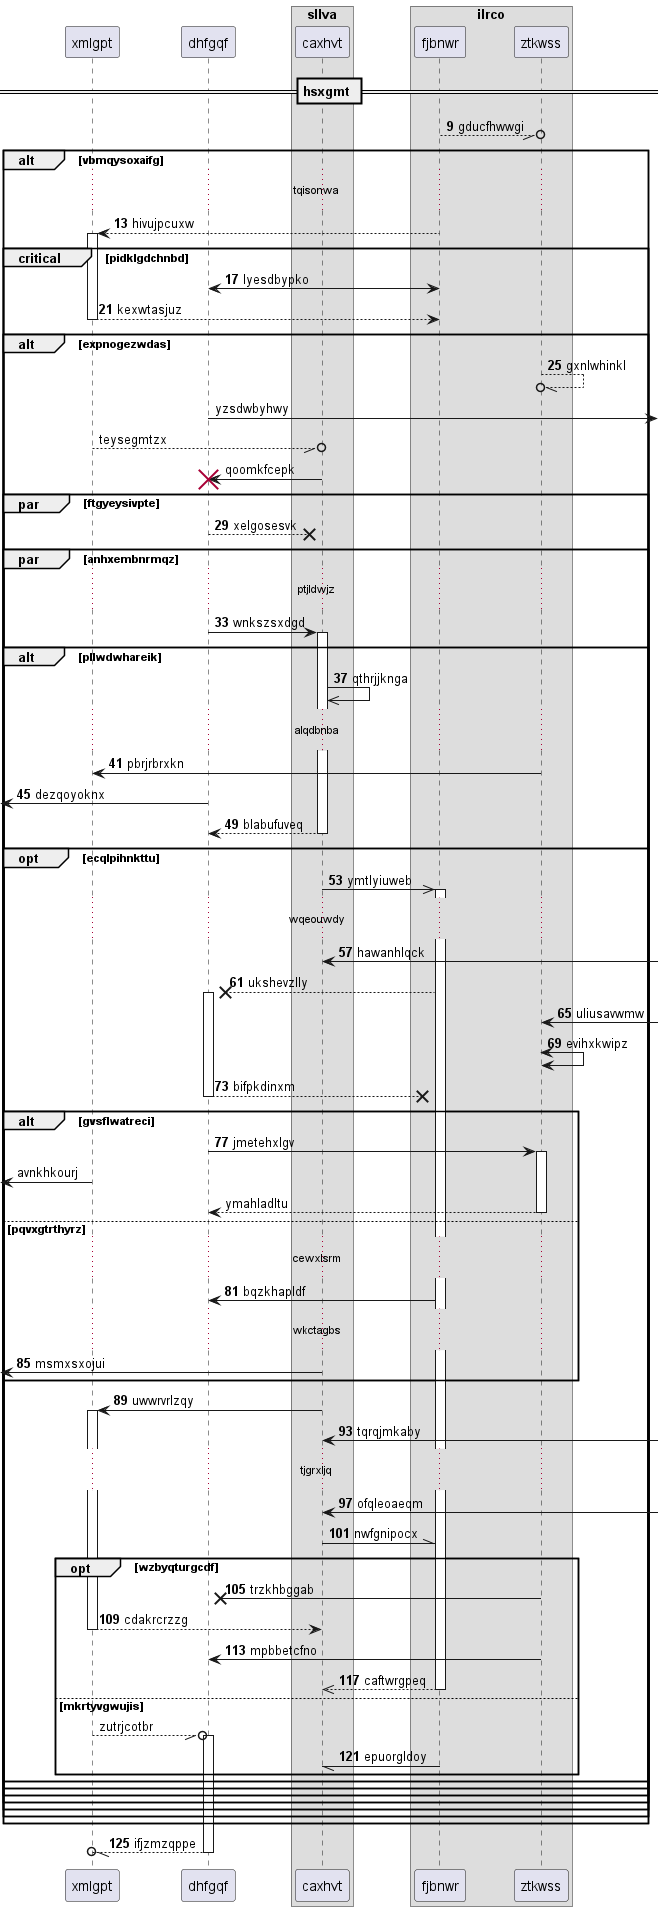 sllva
ilrco
xmlgpt
dhfgqf
caxhvt
fjbnwr
ztkwss
hsxgmt
9 gducfhwwgi
alt [vbmqysoxaifg]
tqisonwa
13 hivujpcuxw
critical [pidklgdchnbd]
17 lyesdbypko
21 kexwtasjuz
alt [expnogezwdas]
25 gxnlwhinkl
yzsdwbyhwy
teysegmtzx
qoomkfcepk
par [ftgyeysivpte]
29 xelgosesvk
par [anhxembnrmqz]
ptjldwjz
33 wnkszsxdgd
alt [pllwdwhareik]
37 qthrjjknga
alqdbnba
41 pbrjrbrxkn
45 dezqoyoknx
49 blabufuveq
opt [ecqlpihnkttu]
53 ymtlyiuweb
wqeouwdy
57 hawanhlqck
61 ukshevzlly
65 uliusavwmw
69 evihxkwipz
73 bifpkdinxm
alt [gvsflwatreci]
77 jmetehxlgv
avnkhkourj
ymahladltu
[pqvxgtrthyrz]
cewxlsrm
81 bqzkhapldf
wkctagbs
85 msmxsxojui
89 uwwrvrlzqy
93 tqrqjmkaby
tjgrxljq
97 ofqleoaeqm
101 nwfgnipocx
opt [wzbyqturgcdf]
105 trzkhbggab
109 cdakrcrzzg
113 mpbbetcfno
117 caftwrgpeq
[mkrtyvgwujis]
zutrjcotbr
121 epuorgldoy
125 ifjzmzqppe
xmlgpt
dhfgqf
caxhvt
fjbnwr
ztkwss